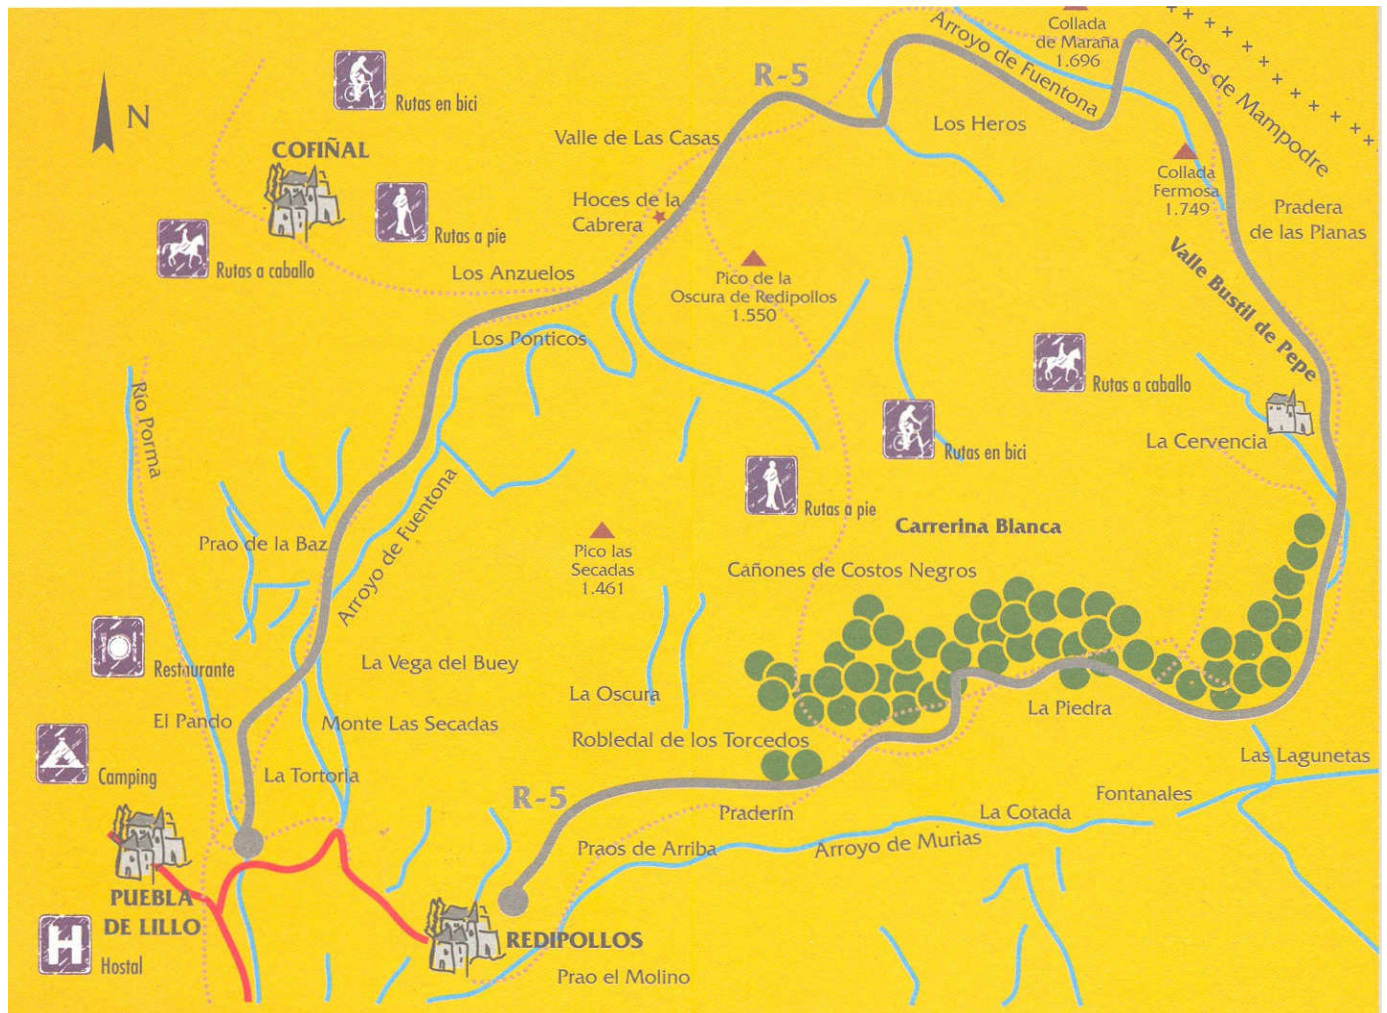 Collada
de Maraña
1.696
Arroyo de Fuentona
Picos de Mampodre
R-5
Rutas en bici
N
COFIÑAL
Valle de Las Casas
Los Heros
Collada
Fermosa
1.749
Hoces de la
Cabrera
Pradera
de las Planas
Rutas a pie
Rutas a caballo
Los Anzuelos
Pico de la
Oscura de Redipollos
1.550
Valle Bustil de Pepe
Los Ponticos
Rutas a caballo
Río Porma
La Cervencia
Rutas en bici
Rutas a pie
Carrerina Blanca
Arroyo de Fuentona
Prao de la Baz
Pico las
Secadas
1.461
Cáñones de Costos Negros
Restaurante
La Vega del Buey
La Oscura
La Piedra
El Pando
Monte Las Secadas
Robledal de los Torcedos
Las Lagunetas
Camping
La Tortoria
R-5
Fontanales
Praderín
La Cotada
Praos de Arriba
Arroyo de Murias
PUEBLA
DE LILLO
REDIPOLLOS
H
Hostal
Prao el Molino